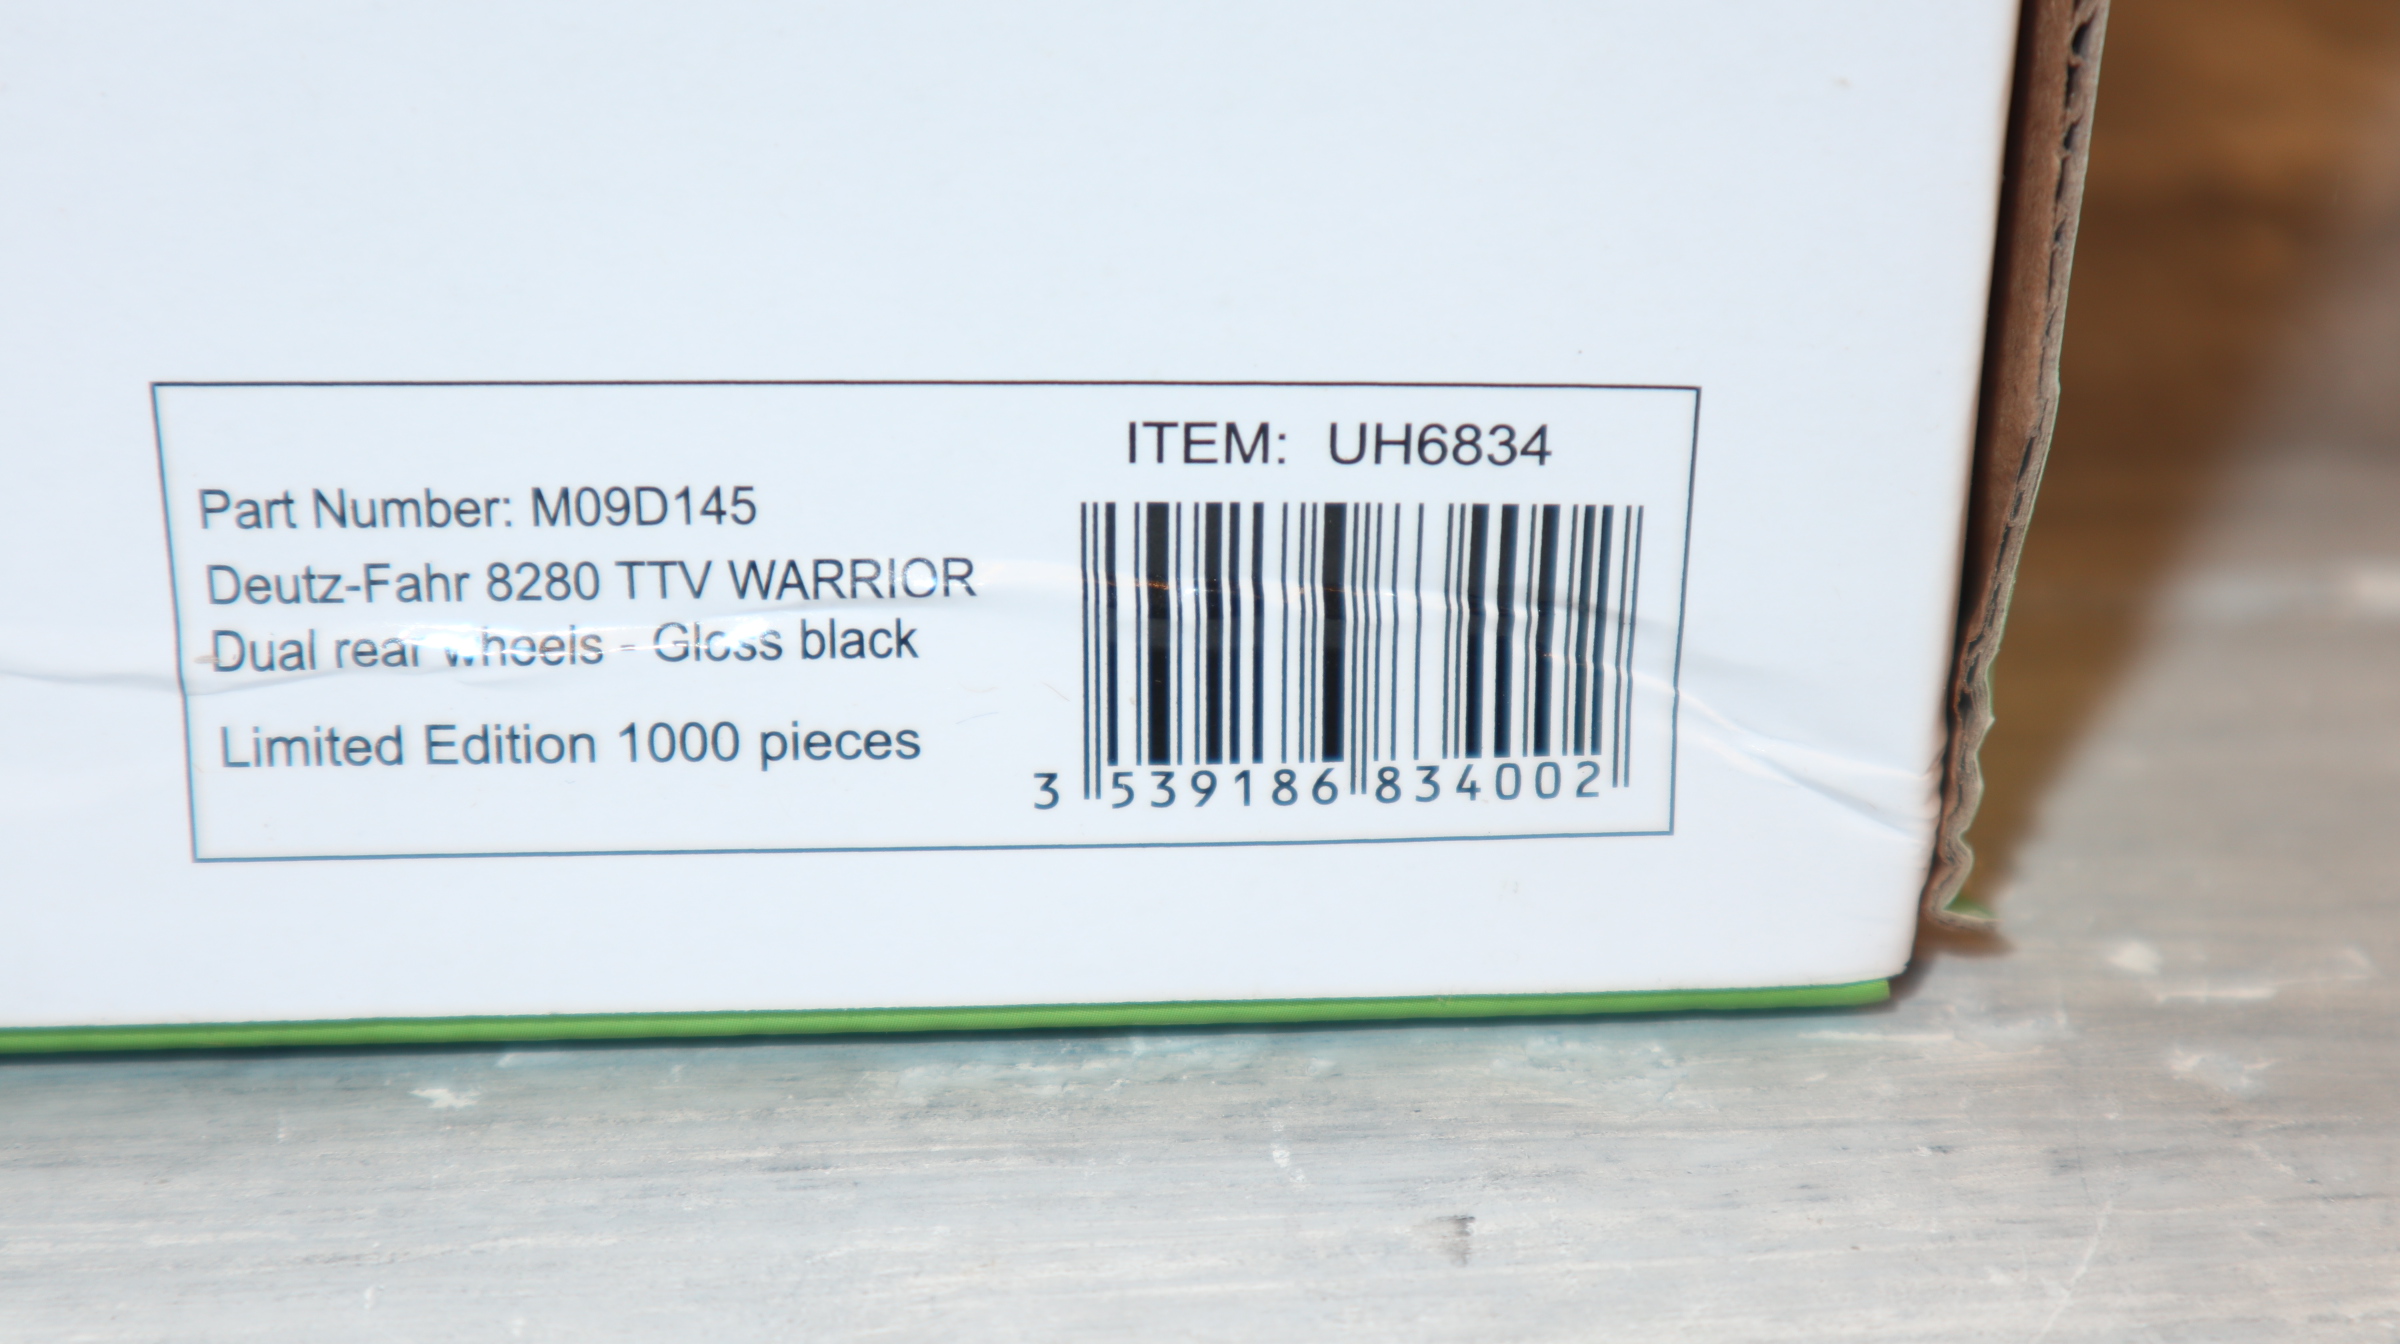 ITEM: UH6834
Part Number: M09D145
Deutz-Fahr 8280 TTV WARRIOR
Dual rear wheels - Gloss black
Limited Edition 1000 pieces
3 539186 834002